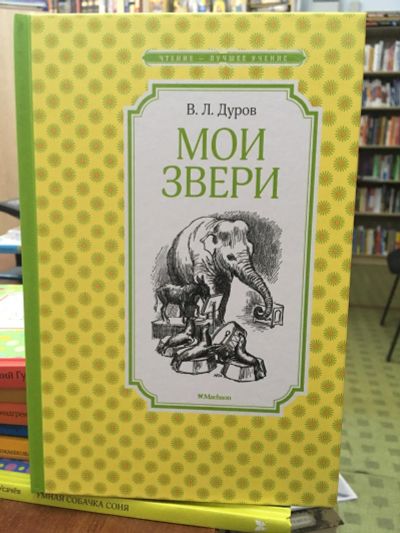 ЧТЕНИЕ – ЛУЧШЕЕ УЧЕНИЕ
В. Л. Дуров
МОИ
ЗВЕРИ
Machaon
УМНАЯ СОБАЧКА СОНЯ